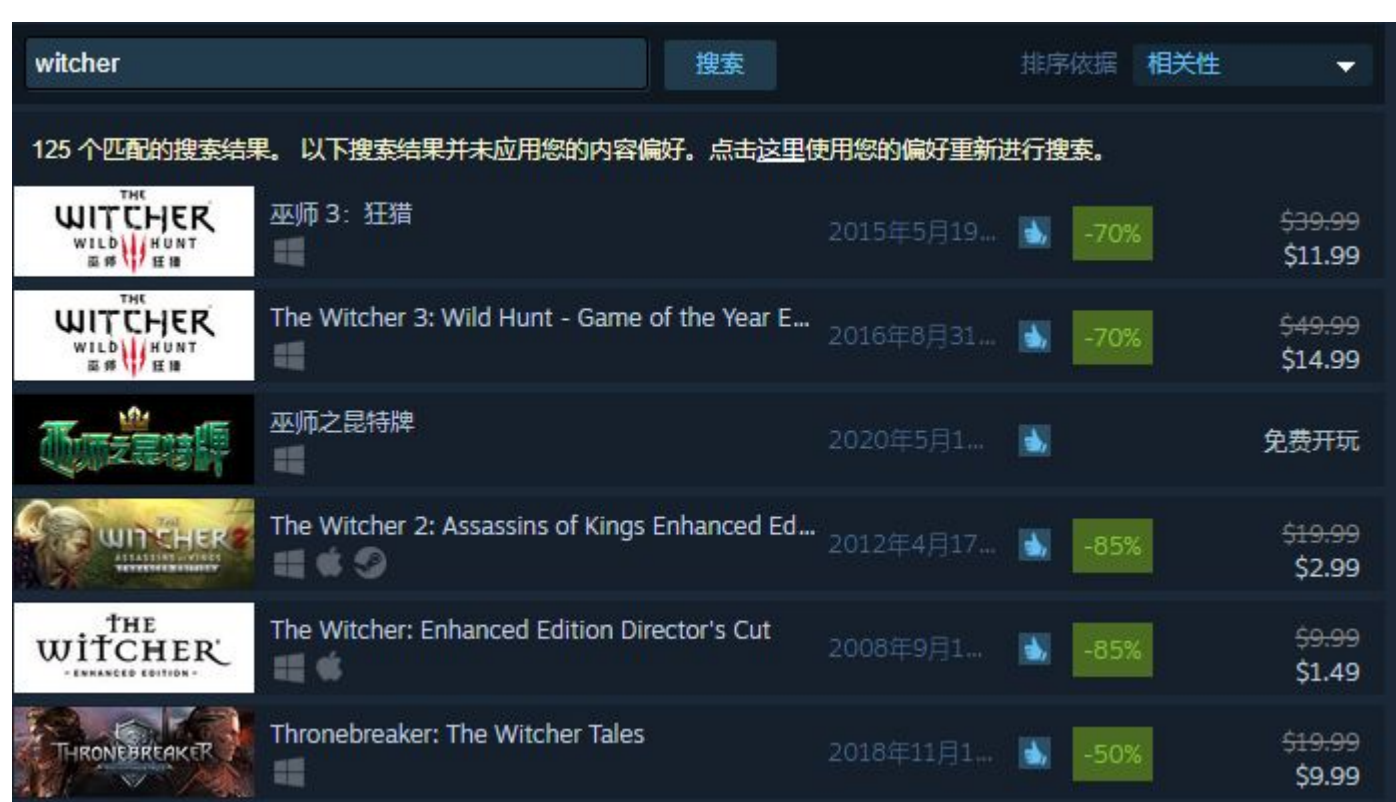 witcher
搜索
排序依据
相关性
125 个匹配的搜索结果。 以下搜索结果并未应用您的内容偏好。点击这里使用您的偏好重新进行搜索。
THE
WITCHER
WILD HUNT
巫师 狂猎
巫师 3：狂猎
2015年5月19...
-70%
$39.99
$11.99
THE
WITCHER
WILD HUNT
巫师 狂猎
The Witcher 3: Wild Hunt - Game of the Year E...
2016年8月31...
-70%
$49.99
$14.99
巫师之昆特牌
巫师之昆特牌
2020年5月1...
免费开玩
THE
WITCHER 2
ASSASSINS of KINGS
ENHANCED EDITION
The Witcher 2: Assassins of Kings Enhanced Ed...
2012年4月17...
-85%
$19.99
$2.99
THE
WITCHER
- ENHANCED EDITION -
The Witcher: Enhanced Edition Director's Cut
2008年9月1...
-85%
$9.99
$1.49
THRONEBREAKER
Thronebreaker: The Witcher Tales
2018年11月1...
-50%
$19.99
$9.99